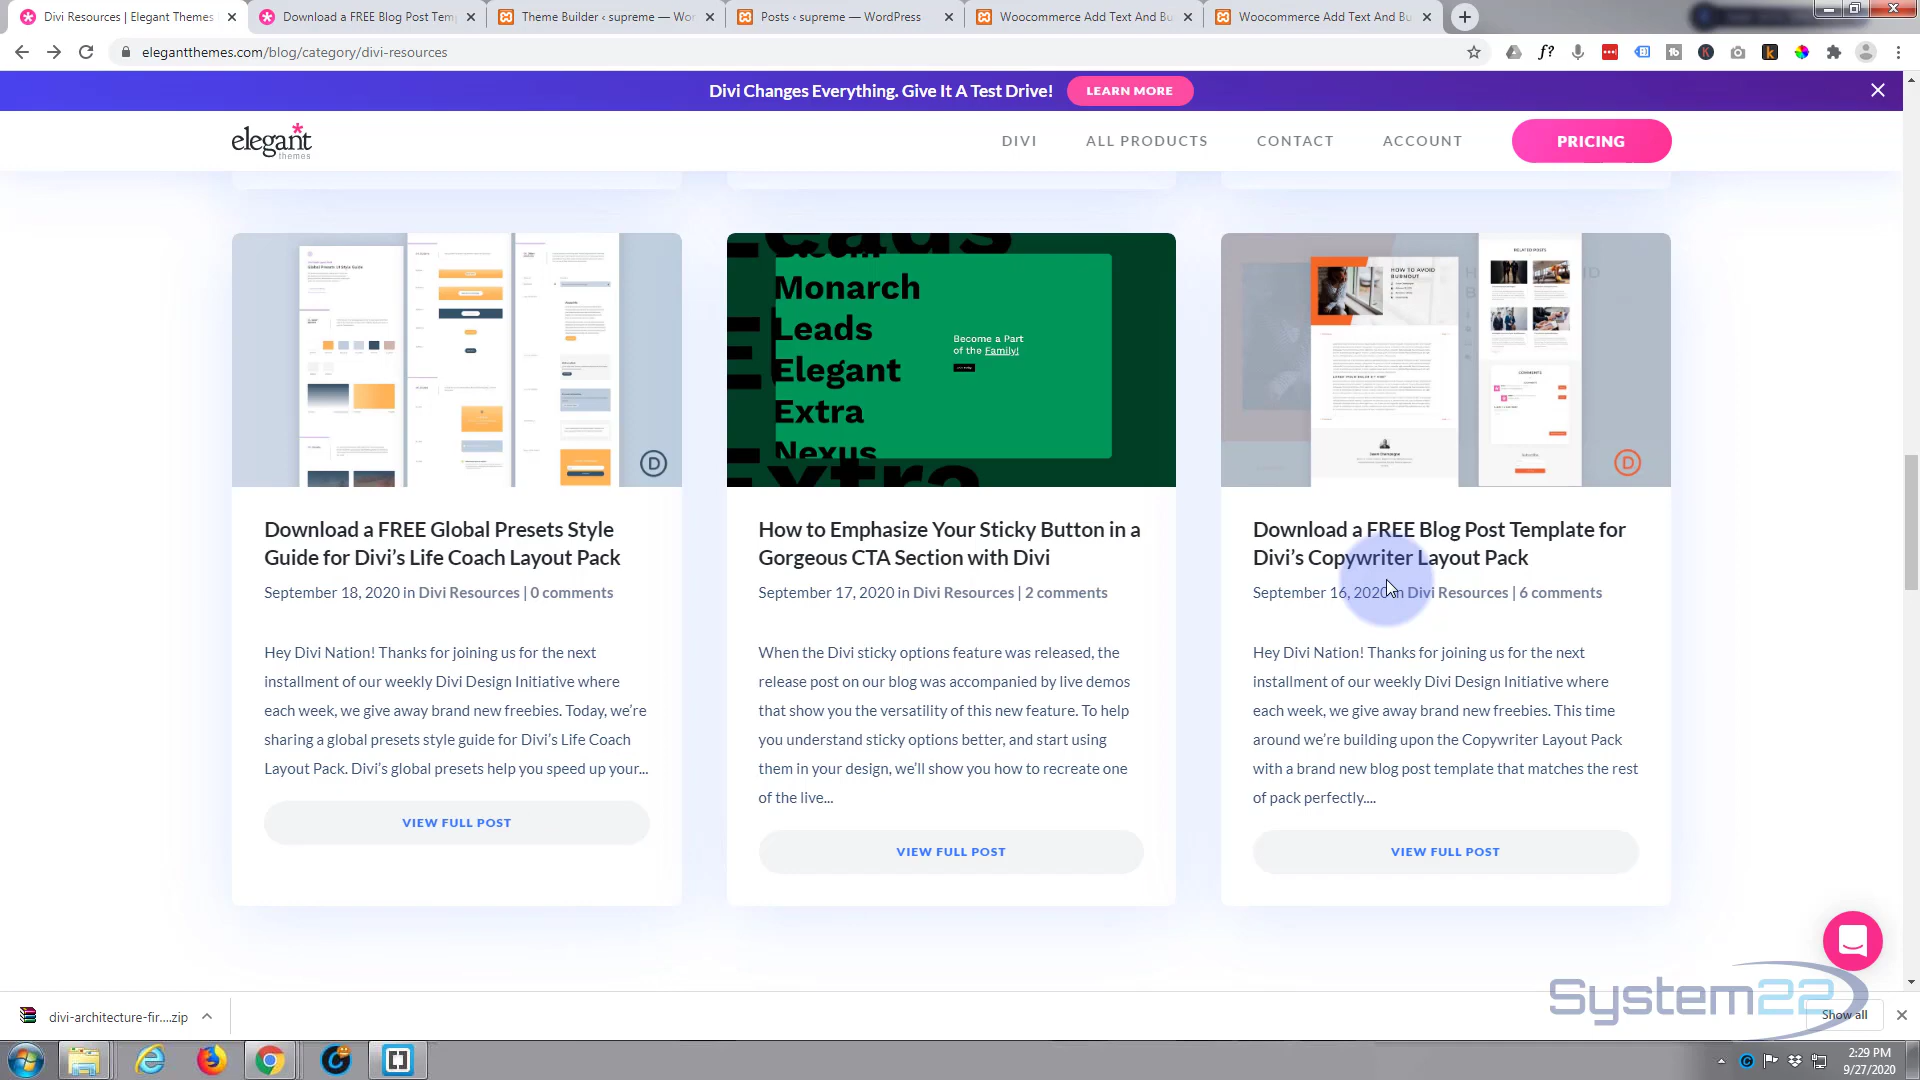 Divi Resources | Elegant Themes
Download a FREE Blog Post Temp
Theme Builder ‹ supreme — Wor
Posts ‹ supreme — WordPress
Woocommerce Add Text And Bu
Woocommerce Add Text And Bu
elegantthemes.com/blog/category/divi-resources
Divi Changes Everything. Give It A Test Drive!
LEARN MORE
elegant
themes
DIVI
ALL PRODUCTS
CONTACT
ACCOUNT
PRICING
Monarch
Leads
Elegant
Extra
Nexus
Become a Part
of the Family!
HOW TO AVOID
BURNOUT
RELATED POSTS
Download a FREE Global Presets Style
Guide for Divi's Life Coach Layout Pack
September 18, 2020 in Divi Resources | 0 comments
Hey Divi Nation! Thanks for joining us for the next
installment of our weekly Divi Design Initiative where
each week, we give away brand new freebies. Today, we're
sharing a global presets style guide for Divi's Life Coach
Layout Pack. Divi's global presets help you speed up your...
VIEW FULL POST
How to Emphasize Your Sticky Button in a
Gorgeous CTA Section with Divi
September 17, 2020 in Divi Resources | 2 comments
When the Divi sticky options feature was released, the
release post on our blog was accompanied by live demos
that show you the versatility of this new feature. To help
you understand sticky options better, and start using
them in your design, we'll show you how to recreate one
of the live...
VIEW FULL POST
Download a FREE Blog Post Template for
Divi's Copywriter Layout Pack
September 16, 2020 in Divi Resources | 6 comments
Hey Divi Nation! Thanks for joining us for the next
installment of our weekly Divi Design Initiative where
each week, we give away brand new freebies. This time
around we're building upon the Copywriter Layout Pack
with a brand new blog post template that matches the rest
of pack perfectly....
VIEW FULL POST
System22
divi-architecture-fir....zip
Show all
2:29 PM
9/27/2020